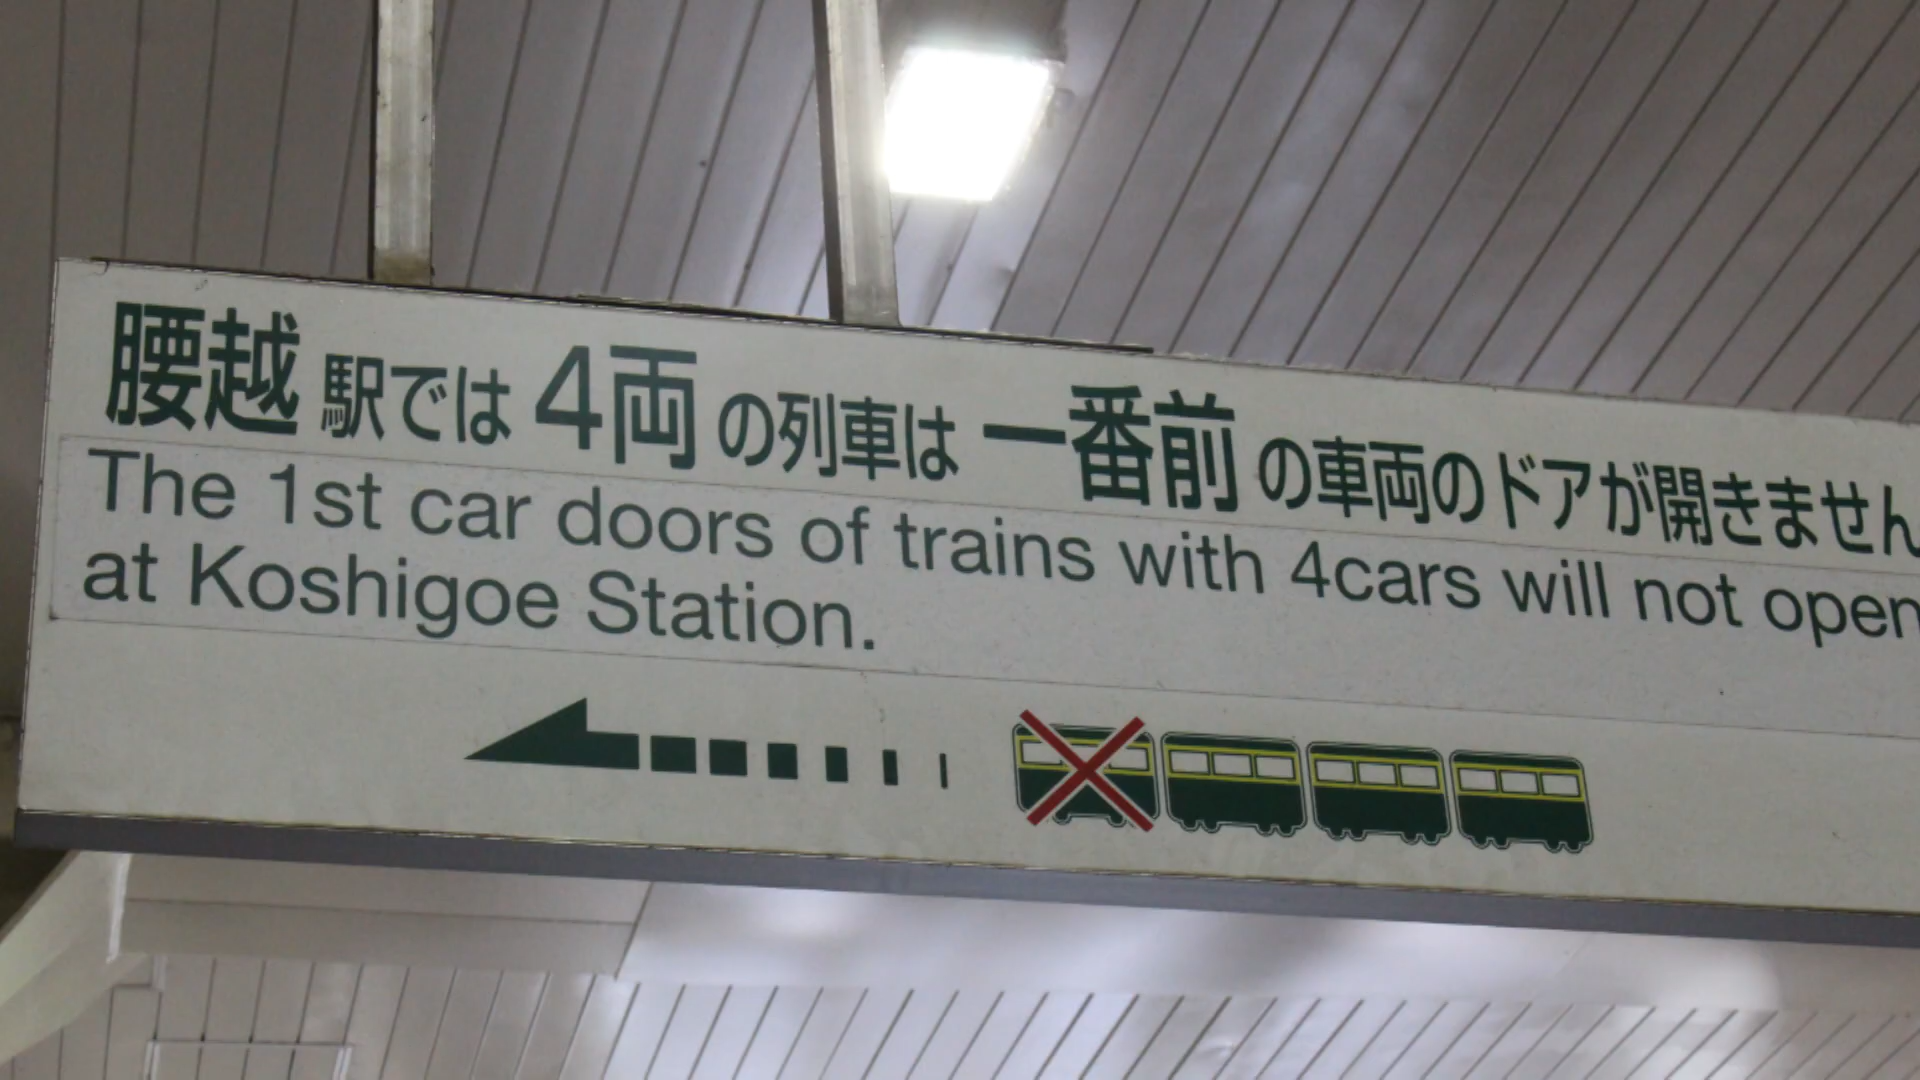 腰越駅では4両の列車は一番前の車両のドアが開きません
The 1st car doors of trains with 4cars will not open
at Koshigoe Station.